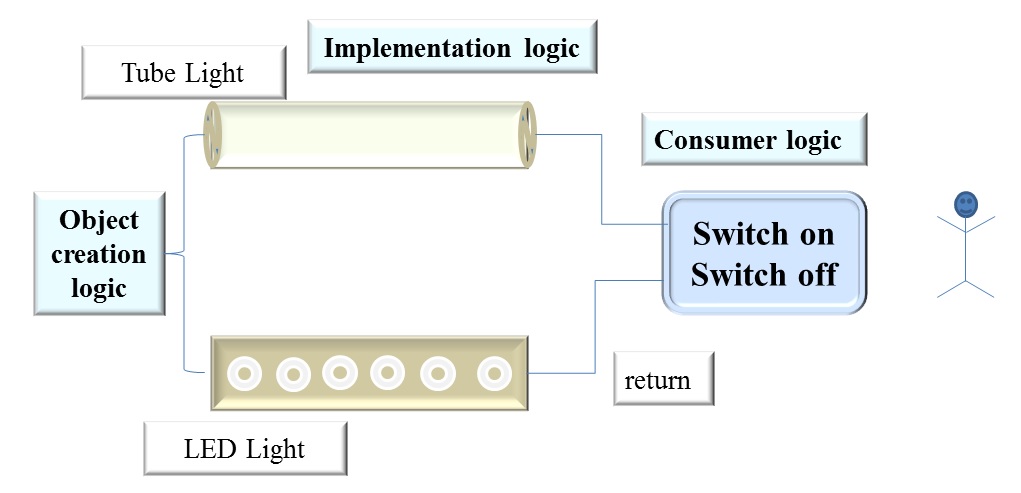 Implementation logic
Tube Light
Consumer logic
Object
creation
logic
Switch on
Switch off
return
LED Light